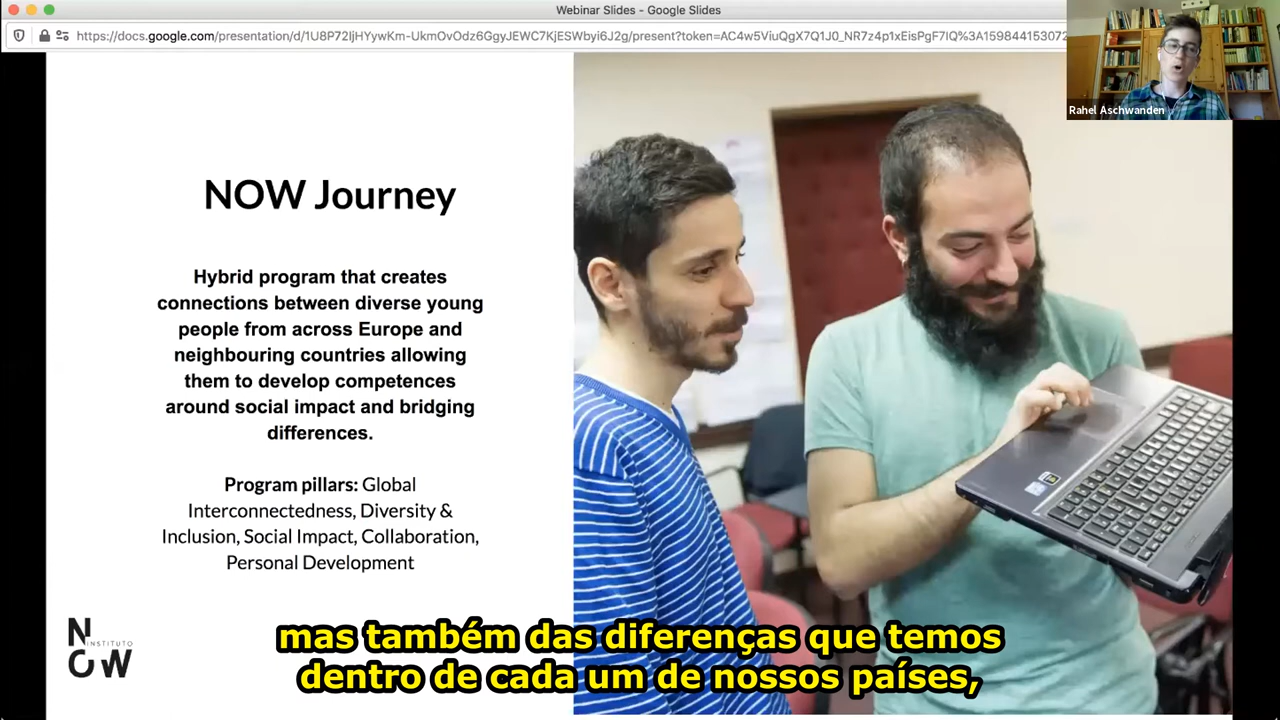 Webinar Slides - Google Slides
https://docs.google.com/presentation/d/1U8P72IjHYywKm-UkmOvOdz6GgyJEWC7KjESWbyi6J2g/present?token=AC4w5ViuQgX7Q1J0_NR7z4p1xEisPgF7IQ%3A159844153072
Rahel Aschwanden
NOW Journey
Hybrid program that creates
connections between diverse young
people from across Europe and
neighbouring countries allowing
them to develop competences
around social impact and bridging
differences.
Program pillars: Global
Interconnectedness, Diversity &
Inclusion, Social Impact, Collaboration,
Personal Development
N INSTITUTO
OW
mas também das diferenças que temos
dentro de cada um de nossos países,